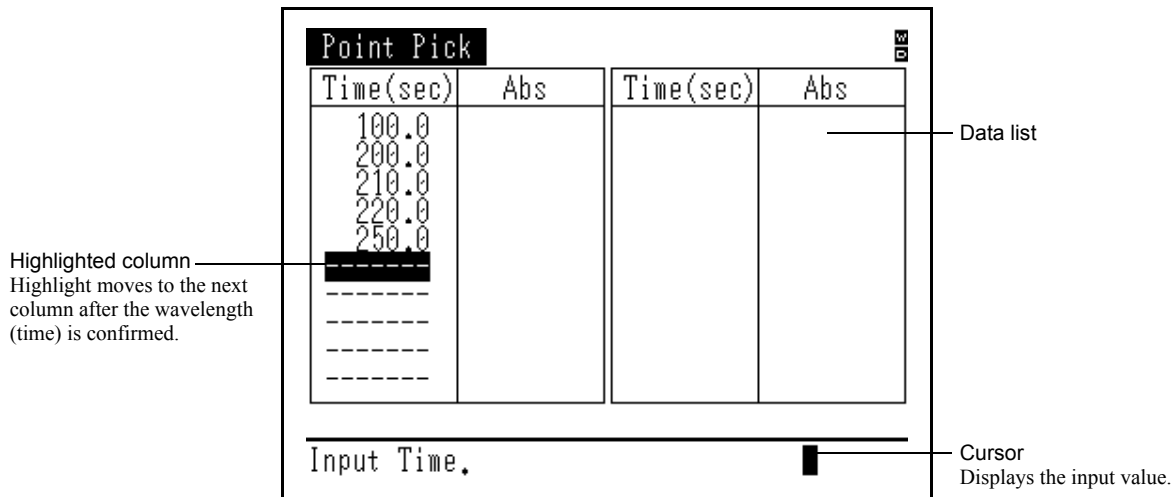 Point Pick
W
D
Time(sec) Abs Time(sec) Abs
100.0
200.0
210.0
220.0
250.0
-------
-------
-------
-------
-------
Input Time.
Highlighted column
Highlight moves to the next
column after the wavelength
(time) is confirmed.
Data list
Cursor
Displays the input value.